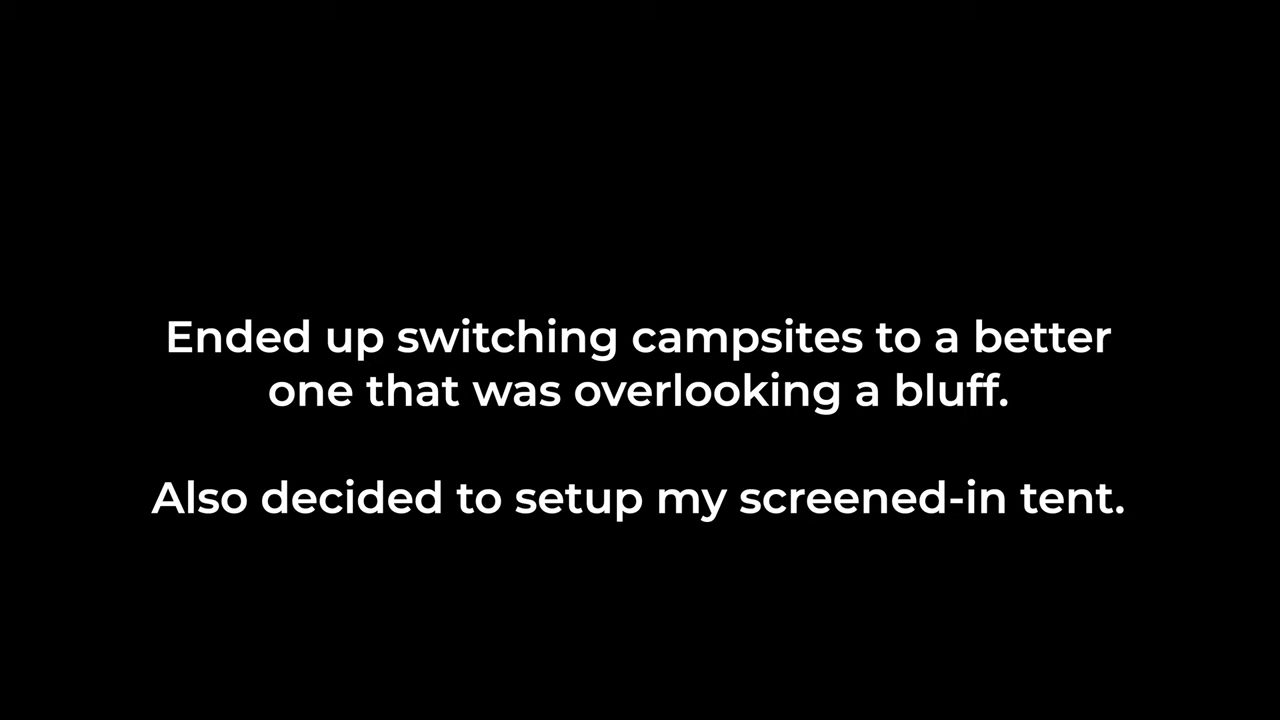 Ended up switching campsites to a better
one that was overlooking a bluff.
Also decided to setup my screened-in tent.